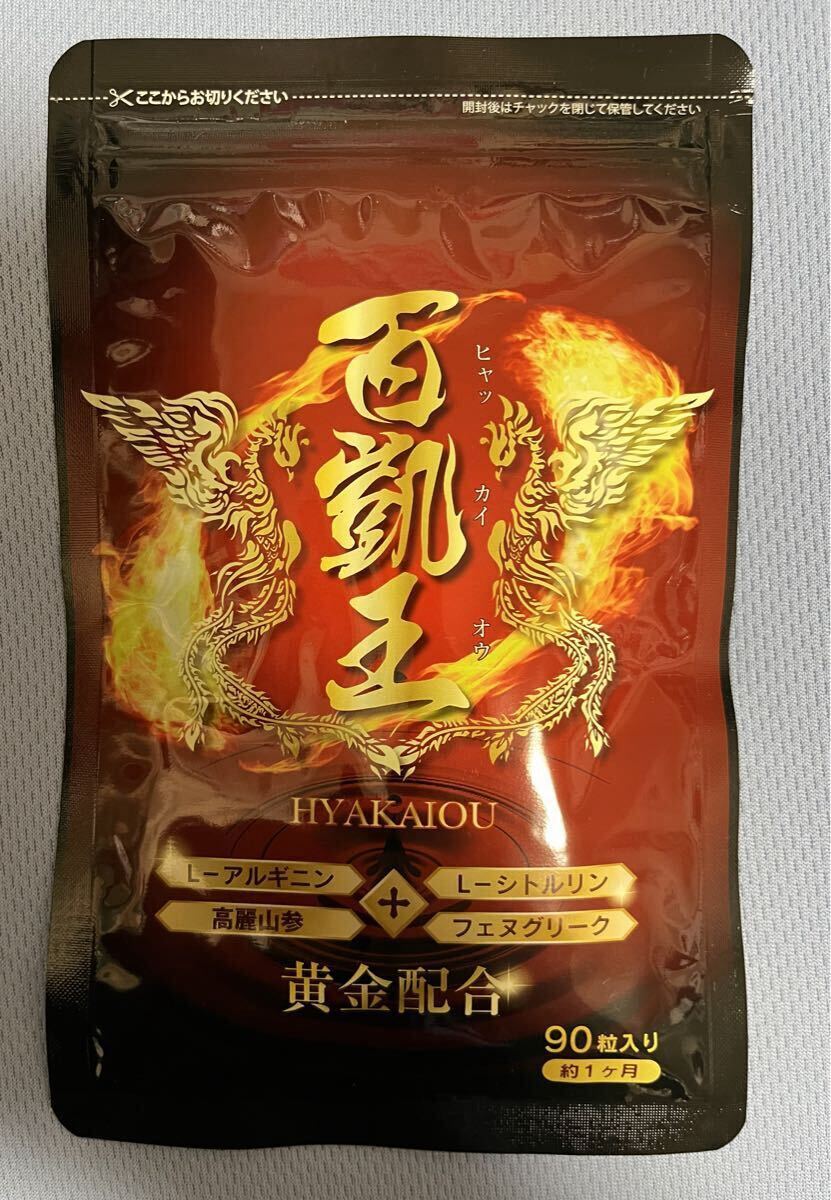 ここからお切りください
開封後はチャックを閉じて保管してください
百凱王
ヒャッ カイ オウ
HYAKAIOU
L-アルギニン
L-シトルリン
高麗山参
フェヌグリーク
黄金配合
90粒入り
約1ヶ月